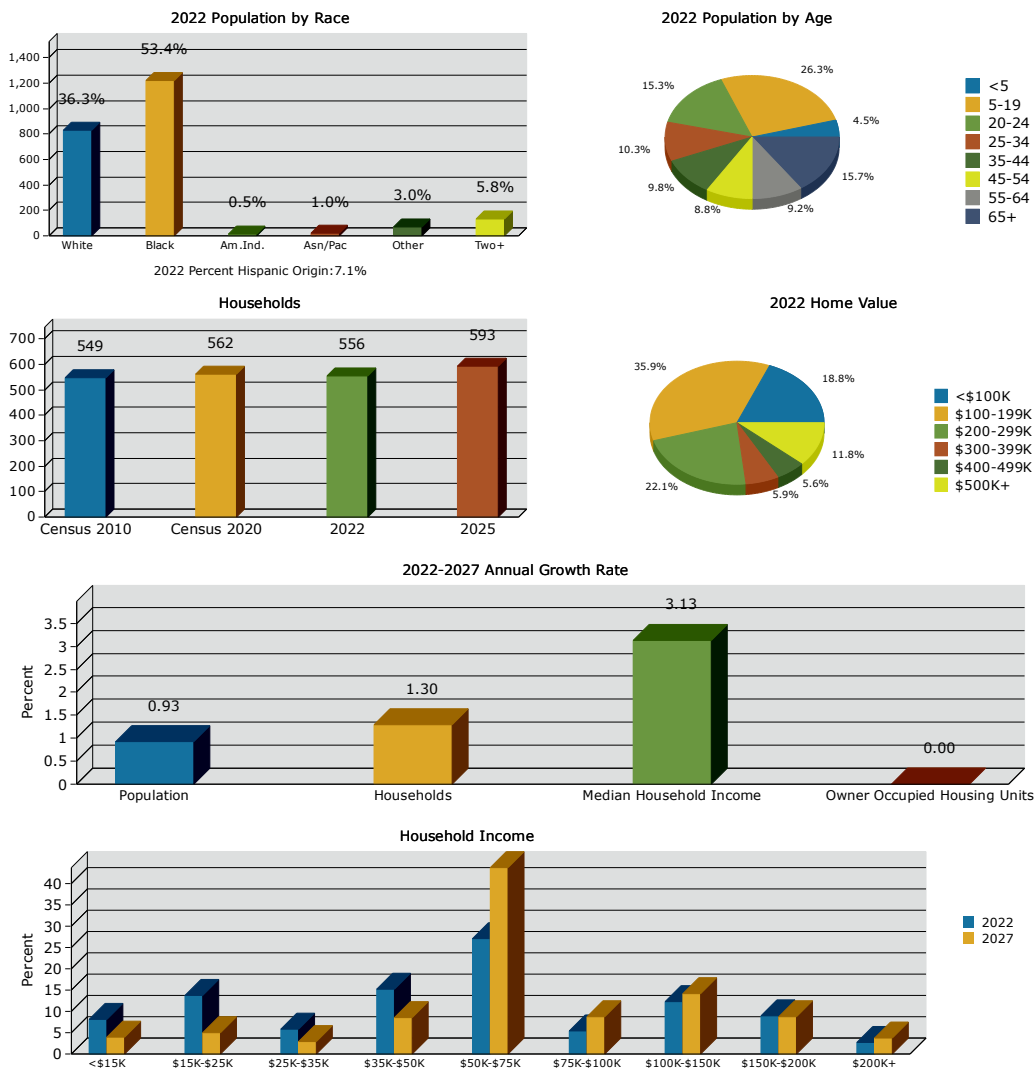 2022 Population by Race
1,400
1,200
1,000
800
600
400
200
0
36.3%
53.4%
0.5%
1.0%
3.0%
5.8%
White
Black
Am.Ind.
Asn/Pac
Other
Two+
2022 Percent Hispanic Origin:7.1%
2022 Population by Age
26.3%
15.3%
4.5%
10.3%
9.8%
8.8%
9.2%
15.7%
<5
5-19
20-24
25-34
35-44
45-54
55-64
65+
Households
700
600
500
400
300
200
100
0
549
562
556
593
Census 2010
Census 2020
2022
2025
2022 Home Value
35.9%
18.8%
22.1%
5.9%
5.6%
11.8%
<$100K
$100-199K
$200-299K
$300-399K
$400-499K
$500K+
2022-2027 Annual Growth Rate
Percent
3.5
3
2.5
2
1.5
1
0.5
0
0.93
1.30
3.13
0.00
Population
Households
Median Household Income
Owner Occupied Housing Units
Household Income
Percent
40
35
30
25
20
15
10
5
0
<$15K
$15K-$25K
$25K-$35K
$35K-$50K
$50K-$75K
$75K-$100K
$100K-$150K
$150K-$200K
$200K+
2022
2027